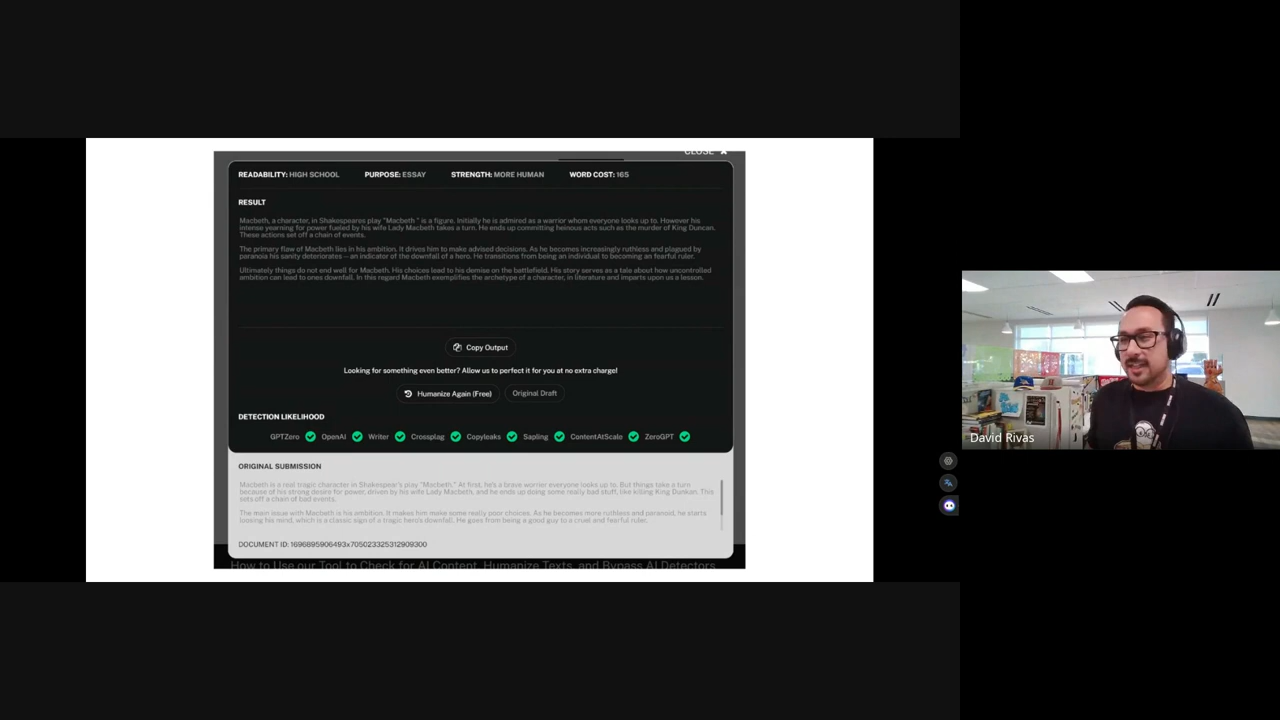 CLOSE ✖
READABILITY: HIGH SCHOOL PURPOSE: ESSAY STRENGTH: MORE HUMAN WORD COST: 165
RESULT
Macbeth, a character, in Shakespeares play "Macbeth " is a figure. Initially he is admired as a warrior whom everyone looks up to. However his
intense yearning for power fueled by his wife Lady Macbeth takes a turn. He ends up committing heinous acts such as the murder of King Duncan.
These actions set off a chain of events.
The primary flaw of Macbeth lies in his ambition. It drives him to make advised decisions. As he becomes increasingly ruthless and plagued by
paranoia his sanity deteriorates – an indicator of the downfall of a hero. He transitions from being an individual to becoming an fearful ruler.
Ultimately things do not end well for Macbeth. His choices lead to his demise on the battlefield. His story serves as a tale about how uncontrolled
ambition can lead to ones downfall. In this regard Macbeth exemplifies the archetype of a character, in literature and imparts upon us a lesson.
Copy Output
Looking for something even better? Allow us to perfect it for you at no extra charge!
Humanize Again (Free) Original Draft
DETECTION LIKELIHOOD
GPTZero OpenAI Writer Crossplag Copyleaks Sapling ContentAtScale ZeroGPT
ORIGINAL SUBMISSION
Macbeth is a real tragic character in Shakespear's play "Macbeth." At first, he's a brave worrier everyone looks up to. But things take a turn
because of his strong desire for power, driven by his wife Lady Macbeth, and he ends up doing some really bad stuff, like killing King Dunkan. This
sets off a chain of bad events.
The main issue with Macbeth is his ambition. It makes him make some really poor choices. As he becomes more ruthless and paranoid, he starts
loosing his mind, which is a classic sign of a tragic hero's downfall. He goes from being a good guy to a cruel and fearful ruler.
DOCUMENT ID: 1696895906493x705023325312909300
How to Use our Tool to Check for AI Content, Humanize Texts, and Bypass AI Detectors
David Rivas